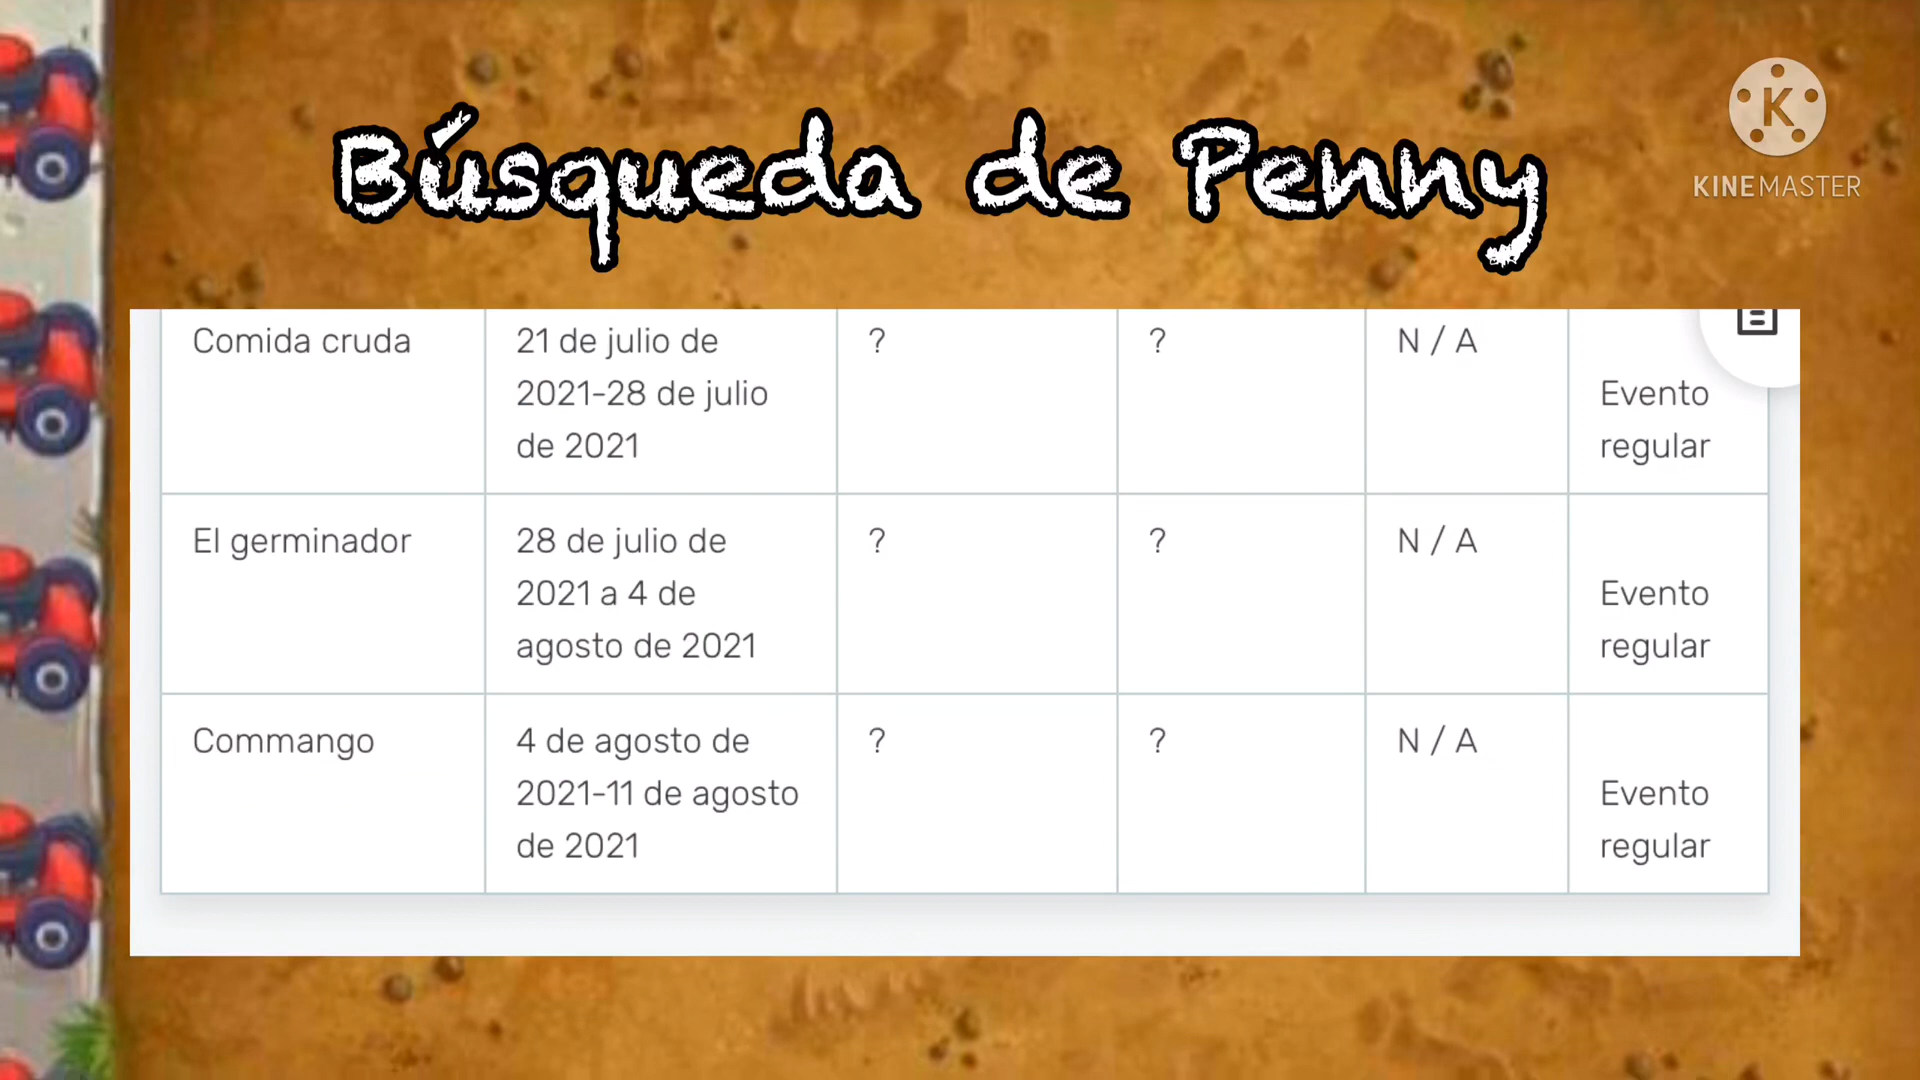 Búsqueda de Penny
K
KINEMASTER
Comida cruda
21 de julio de
2021-28 de julio
de 2021
?
?
N / A
Evento
regular
El germinador
28 de julio de
2021 a 4 de
agosto de 2021
?
?
N / A
Evento
regular
Commango
4 de agosto de
2021-11 de agosto
de 2021
?
?
N / A
Evento
regular